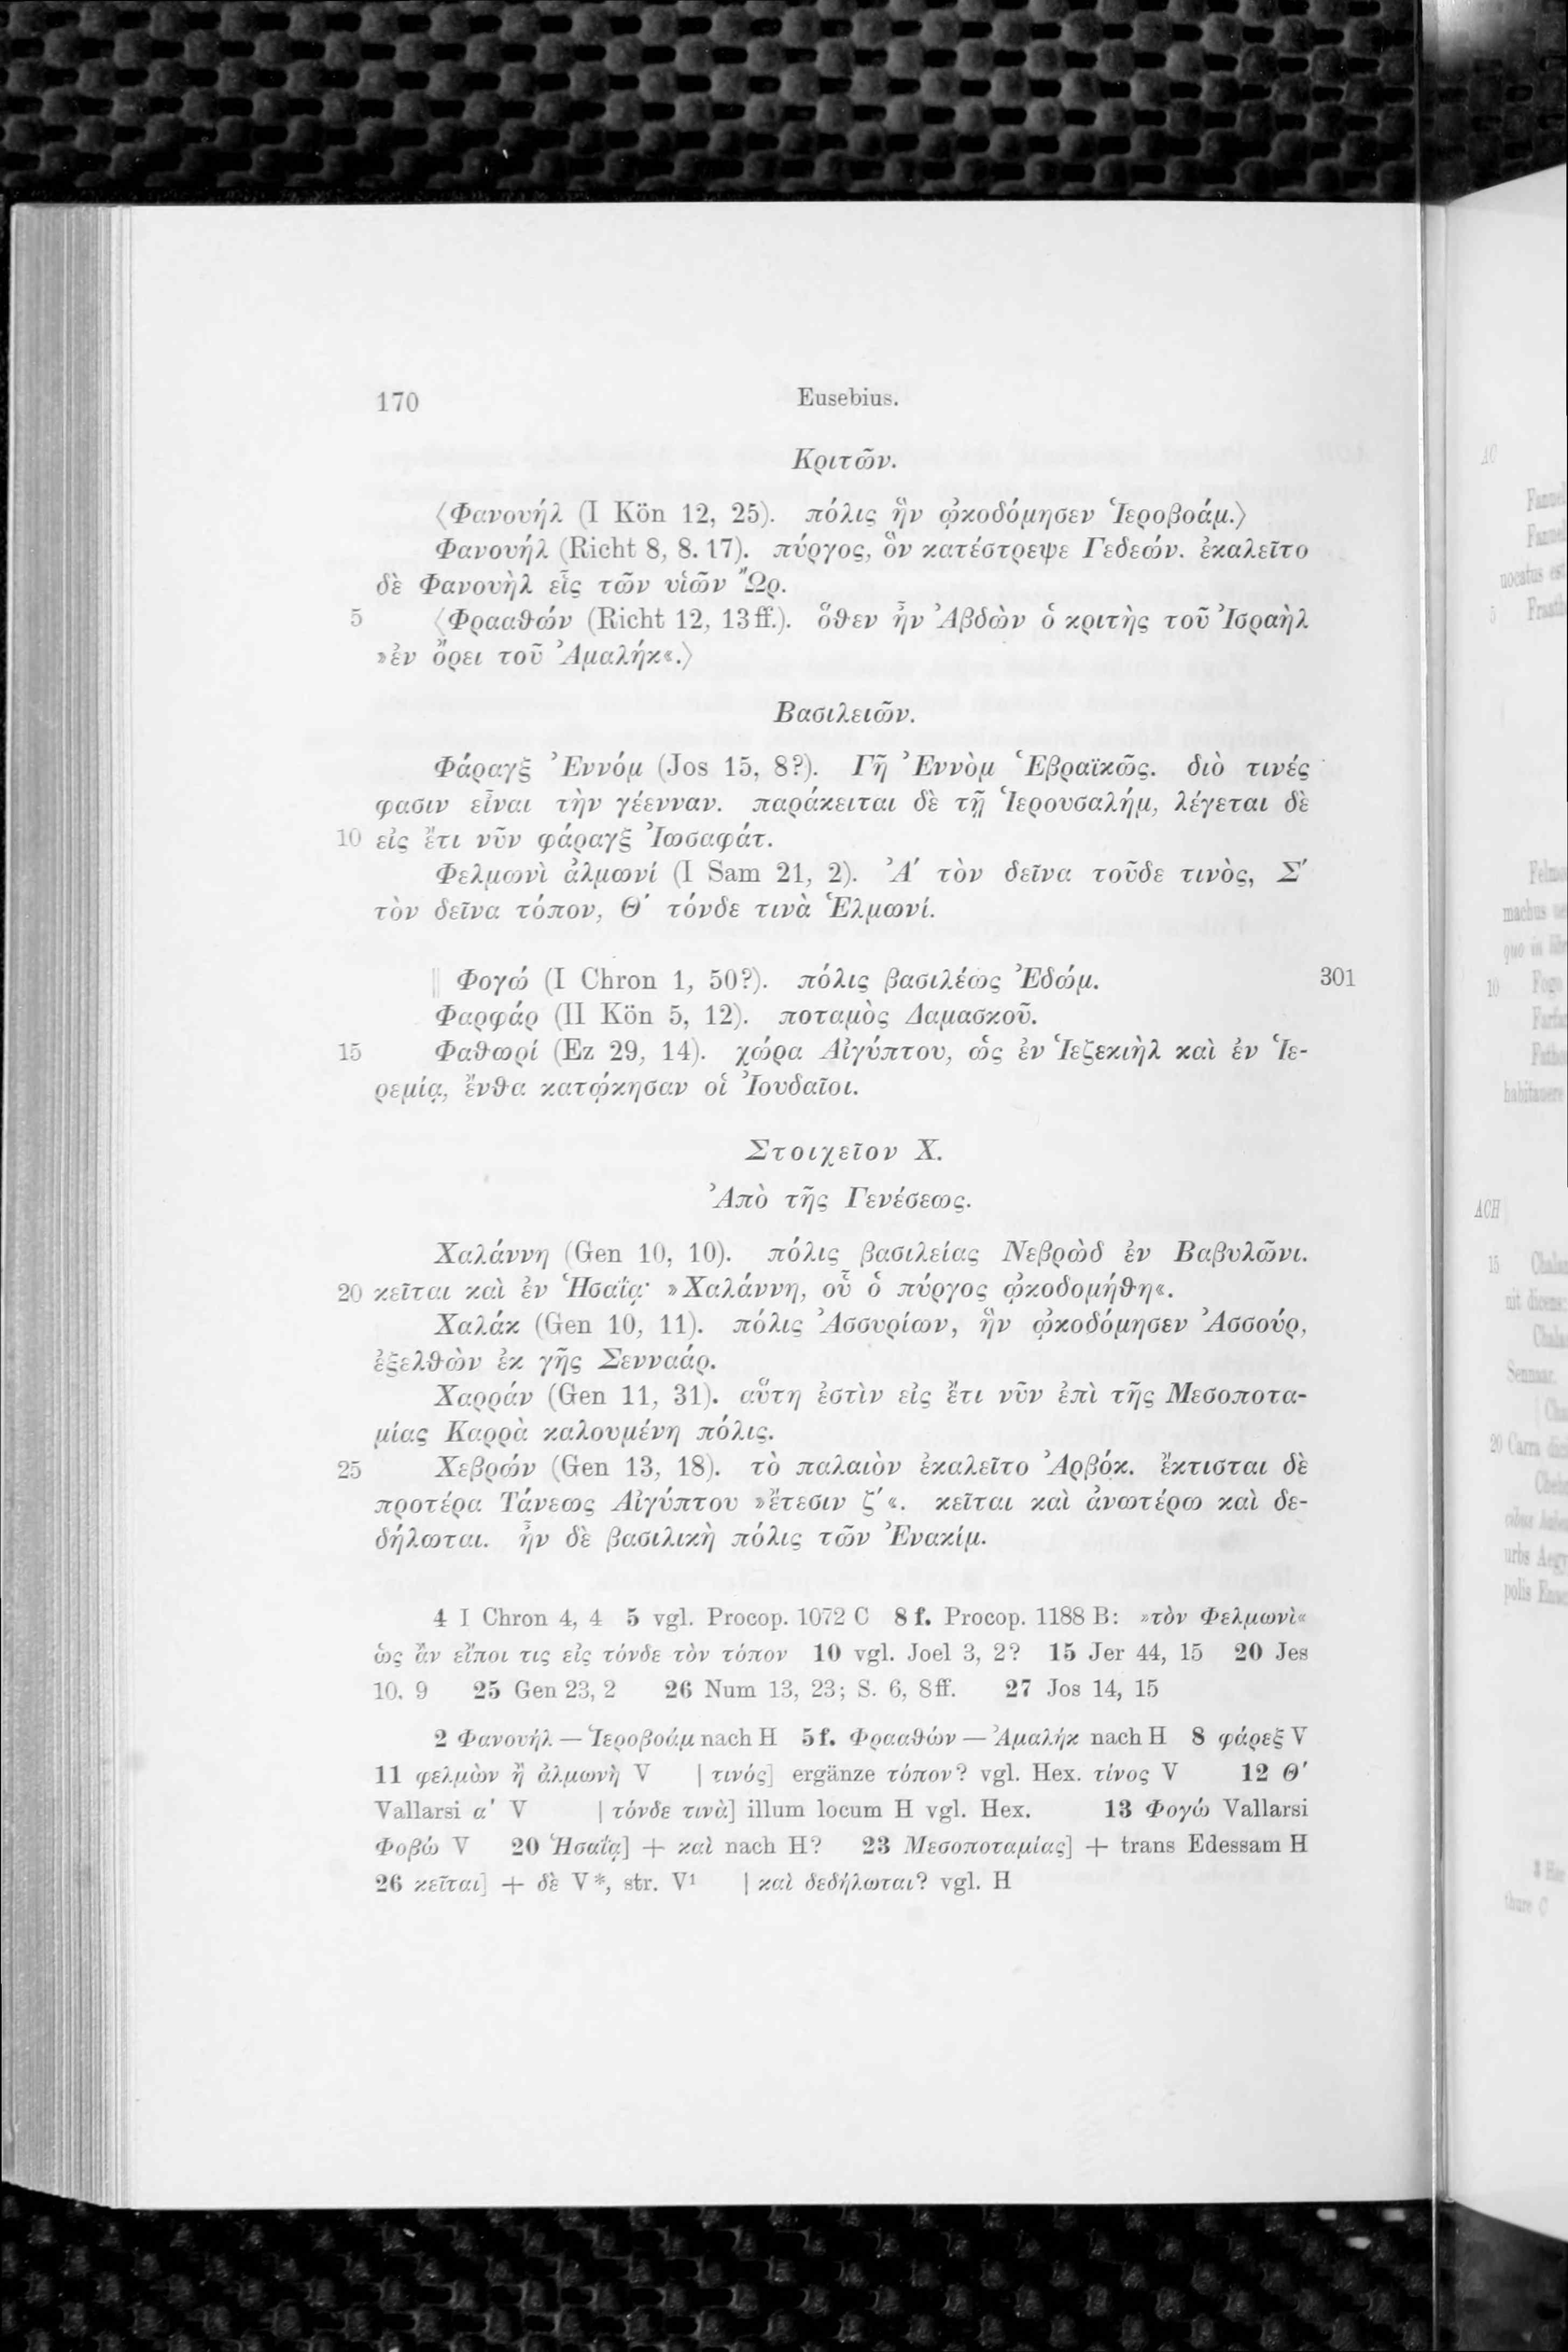 170 Eusebius.
Κριτῶν.
⟨Φανουήλ (I Kön 12, 25). πόλις ἣν ᾠκοδόμησεν Ἱεροβοάμ.⟩
Φανουήλ (Richt 8, 8. 17). πύργος, ὃν κατέστρεψε Γεδεών. ἐκαλεῖτο
δὲ Φανουὴλ εἷς τῶν υἱῶν Ὤρ.
5 ⟨Φρααθών (Richt 12, 13 ff.). ὅθεν ἦν Ἀβδὼν ὁ κριτὴς τοῦ Ἰσραὴλ
»ἐν ὄρει τοῦ Ἀμαλήκ«.⟩
Βασιλειῶν.
Φάραγξ Ἐννόμ (Jos 15, 8?). Γῆ Ἐννὸμ Ἑβραϊκῶς. διὸ τινές
φασιν εἶναι τὴν γέενναν. παράκειται δὲ τῇ Ἱερουσαλήμ, λέγεται δὲ
10 εἰς ἔτι νῦν φάραγξ Ἰωσαφάτ.
Φελμωνὶ ἀλμωνί (I Sam 21, 2). Ἀ' τὸν δεῖνα τοῦδε τινὸς, Σ'
τὸν δεῖνα τόπον, Θ' τόνδε τινὰ Ἑλμωνί.
‖ Φογώ (I Chron 1, 50?). πόλις βασιλέως Ἐδώμ. 301
Φαρφάρ (II Kön 5, 12). ποταμὸς Δαμασκοῦ.
15 Φαθωρί (Ez 29, 14). χώρα Αἰγύπτου, ὡς ἐν Ἱεζεκιὴλ καὶ ἐν Ἱε-
ρεμίᾳ, ἔνθα κατῴκησαν οἱ Ἰουδαῖοι.
Στοιχεῖον Χ.
Ἀπὸ τῆς Γενέσεως.
Χαλάννη (Gen 10, 10). πόλις βασιλείας Νεβρὼδ ἐν Βαβυλῶνι.
20 κεῖται καὶ ἐν Ἡσαΐᾳ· »Χαλάννη, οὗ ὁ πύργος ᾠκοδομήθη«.
Χαλάκ (Gen 10, 11). πόλις Ἀσσυρίων, ἣν ᾠκοδόμησεν Ἀσσούρ,
ἐξελθὼν ἐκ γῆς Σενναάρ.
Χαρράν (Gen 11, 31). αὕτη ἐστὶν εἰς ἔτι νῦν ἐπὶ τῆς Μεσοποτα-
μίας Καρρὰ καλουμένη πόλις.
25 Χεβρών (Gen 13, 18). τὸ παλαιὸν ἐκαλεῖτο Ἀρβόκ. ἔκτισται δὲ
προτέρα Τάνεως Αἰγύπτου »ἔτεσιν ζ'«. κεῖται καὶ ἀνωτέρω καὶ δε-
δήλωται. ἦν δὲ βασιλικὴ πόλις τῶν Ἐνακίμ.
4 I Chron 4, 4 5 vgl. Procop. 1072 C 8 f. Procop. 1188 B: »τὸν Φελμωνὶ«
ὡς ἂν εἴποι τις εἰς τόνδε τὸν τόπον 10 vgl. Joel 3, 2? 15 Jer 44, 15 20 Jes
10. 9 25 Gen 23, 2 26 Num 13, 23; S. 6, 8 ff. 27 Jos 14, 15
2 Φανουήλ — Ἱεροβοάμ nach H 5 f. Φρααθών — Ἀμαλήκ nach H 8 φάρεξ V
11 φελμὼν ἢ ἀλμωνὴ V | τινός] ergänze τόπον? vgl. Hex. τίνος V 12 Θ'
Vallarsi α' V | τόνδε τινὰ] illum locum H vgl. Hex. 13 Φογώ Vallarsi
Φοβώ V 20 Ἡσαΐᾳ] + καὶ nach H? 23 Μεσοποταμίας] + trans Edessam H
26 κεῖται] + δὲ V*, str. V¹ | καὶ δεδήλωται? vgl. H